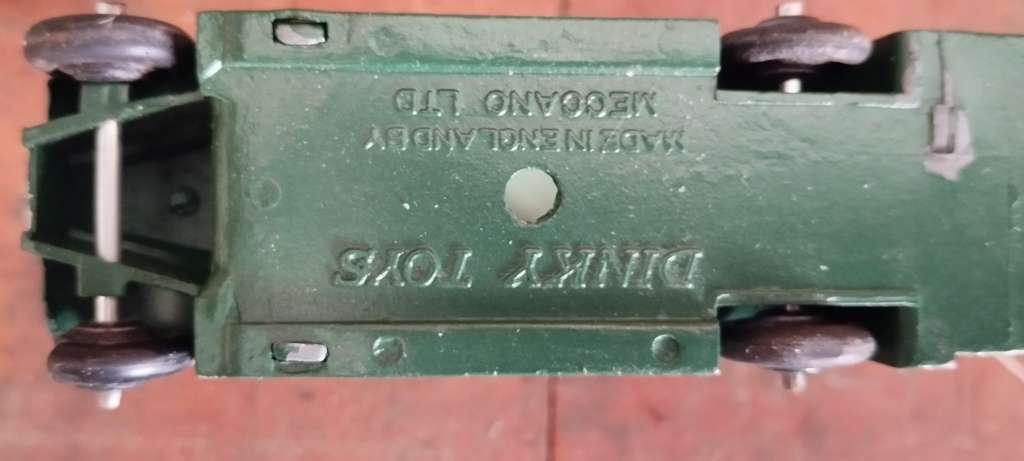 DINKY TOYS
MADE IN ENGLAND BY
MECCANO LTD